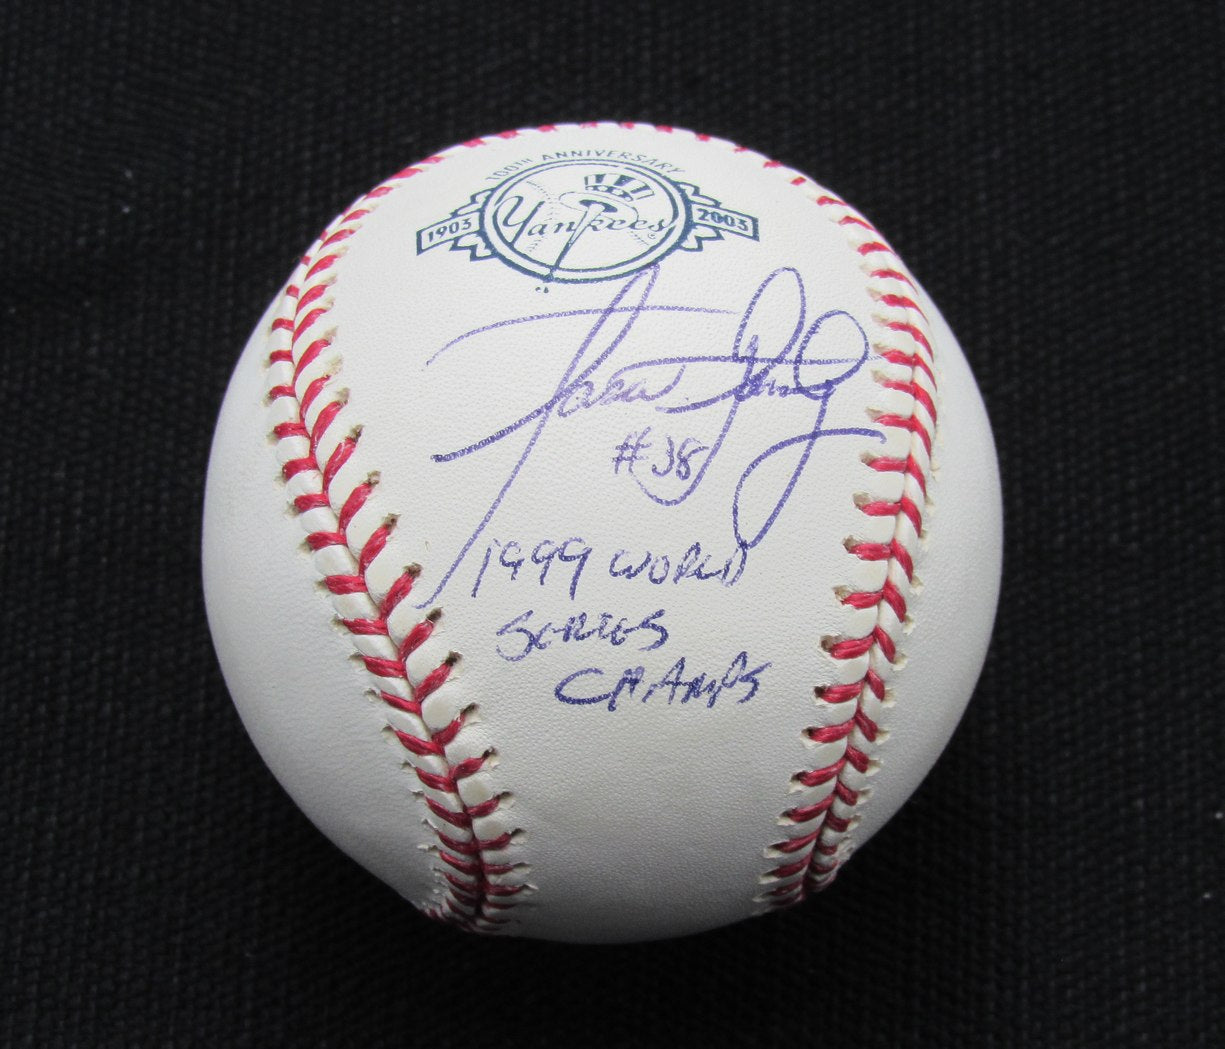 100TH ANNIVERSARY
1903 Yankees 2003
#38
1999 WORLD
SERIES
CHAMPS